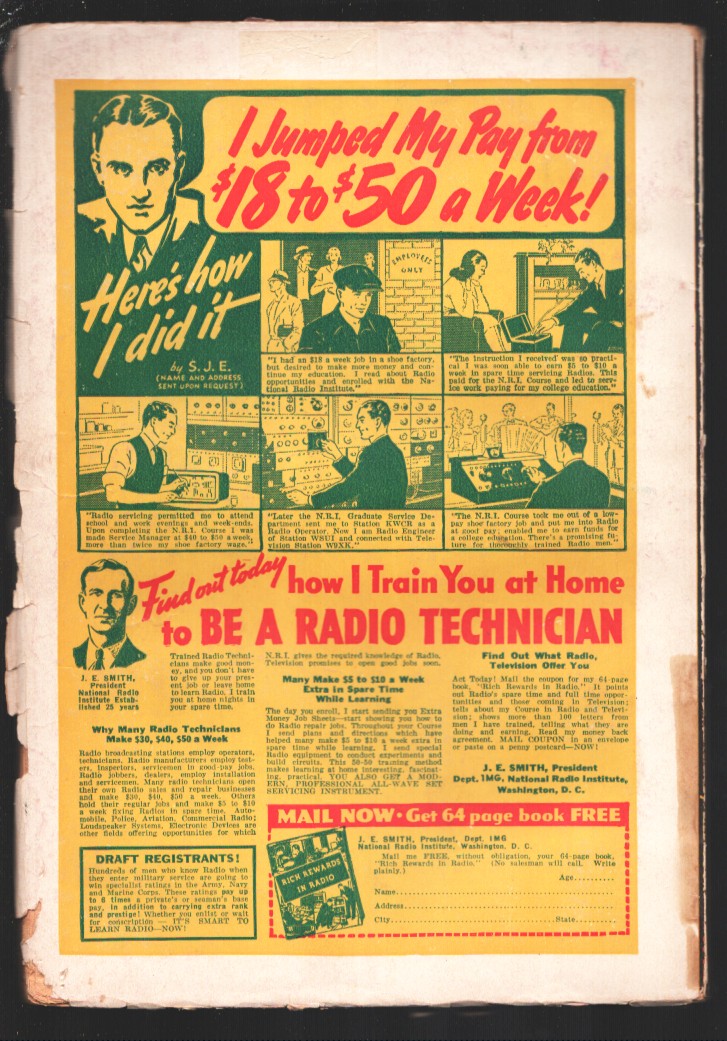 I Jumped My Pay from
$18 to $50 a Week!
Here's how
I did it
by S. J. E.
(NAME AND ADDRESS
SENT UPON REQUEST)
EMPLOYEES
ONLY
"I had an $18 a week job in a shoe factory,
but desired to make more money and con-
tinue my education. I read about Radio
opportunities and enrolled with the Na-
tional Radio Institute."
"The instruction I received was so practi-
cal I was soon able to earn $5 to $10 a
week in spare time servicing Radios. This
paid for the N.R.I. Course and led to serv-
ice work paying for my college education."
"Radio servicing permitted me to attend
school and work evenings and week-ends.
Upon completing the N.R.I. Course I was
made Service Manager at $40 to $50 a week,
more than twice my shoe factory wage."
"Later the N.R.I. Graduate Service De-
partment sent me to Station KWCR as a
Radio Operator. Now I am Radio Engineer
of Station WSUI and connected with Tele-
vision Station W9XK."
"The N.R.I. Course took me out of a low-
pay shoe factory job and put me into Radio
at good pay; enabled me to earn funds for
a college education. There's a promising fu-
ture for thoroughly trained Radio men."
Find out today how I Train You at Home
to BE A RADIO TECHNICIAN
J. E. SMITH,
President
National Radio
Institute Estab-
lished 25 years
Trained Radio Techni-
cians make good mon-
ey, and you don't have
to give up your pres-
ent job or leave home
to learn Radio. I train
you at home nights in
your spare time.
Why Many Radio Technicians
Make $30, $40, $50 a Week
Radio broadcasting stations employ operators,
technicians. Radio manufacturers employ test-
ers, inspectors, servicemen in good-pay jobs.
Radio jobbers, dealers, employ installation
and servicemen. Many radio technicians open
their own Radio sales and repair businesses
and make $30, $40, $50 a week. Others
hold their regular jobs and make $5 to $10
a week fixing Radios in spare time. Auto-
mobile, Police, Aviation, Commercial Radio;
Loudspeaker Systems, Electronic Devices are
other fields offering opportunities for which
N.R.I. gives the required knowledge of Radio.
Television promises to open good jobs soon.
Many Make $5 to $10 a Week
Extra in Spare Time
While Learning
The day you enroll, I start sending you Extra
Money Job Sheets—start showing you how to
do Radio repair jobs. Throughout your Course
I send plans and directions which have
helped many make $5 to $10 a week extra in
spare time while learning. I send special
Radio equipment to conduct experiments and
build circuits. This 50-50 training method
makes learning at home interesting, fascinat-
ing, practical. YOU ALSO GET A MOD-
ERN, PROFESSIONAL ALL-WAVE SET
SERVICING INSTRUMENT.
Find Out What Radio,
Television Offer You
Act Today! Mail the coupon for my 64-page
book, "Rich Rewards in Radio." It points
out Radio's spare time and full time oppor-
tunities and those coming in Television;
tells about my Course in Radio and Televi-
sion; shows more than 100 letters from
men I have trained, telling what they are
doing and earning. Read my money back
agreement. MAIL COUPON in an envelope
or paste on a penny postcard—NOW!
J. E. SMITH, President
Dept. 1MG, National Radio Institute,
Washington, D. C.
DRAFT REGISTRANTS!
Hundreds of men who know Radio when
they enter military service are going to
win specialist ratings in the Army, Navy
and Marine Corps. These ratings pay up
to 6 times a private's or seaman's base
pay, in addition to carrying extra rank
and prestige! Whether you enlist or wait
for conscription — IT'S SMART TO
LEARN RADIO—NOW!
MAIL NOW • Get 64 page book FREE
RICH REWARDS
IN RADIO
J. E. SMITH, President, Dept. 1MG
National Radio Institute, Washington, D. C.
Mail me FREE, without obligation, your 64-page book,
"Rich Rewards in Radio." (No salesman will call. Write
plainly.)
Age..........
Name..........
Address..........
City.......... State..........